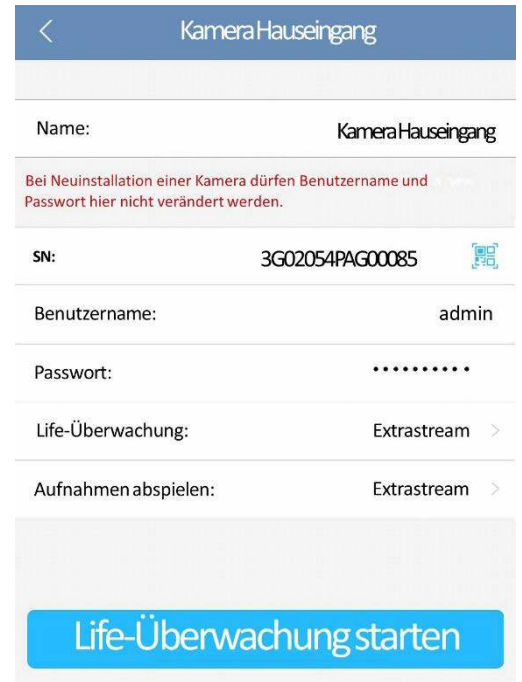 Kamera Hauseingang
Name: Kamera Hauseingang
Bei Neuinstallation einer Kamera dürfen Benutzername und
Passwort hier nicht verändert werden.
SN: 3G02054PAG00085
Benutzername: admin
Passwort: ••••••••••
Life-Überwachung: Extrastream
Aufnahmen abspielen: Extrastream
Life-Überwachung starten